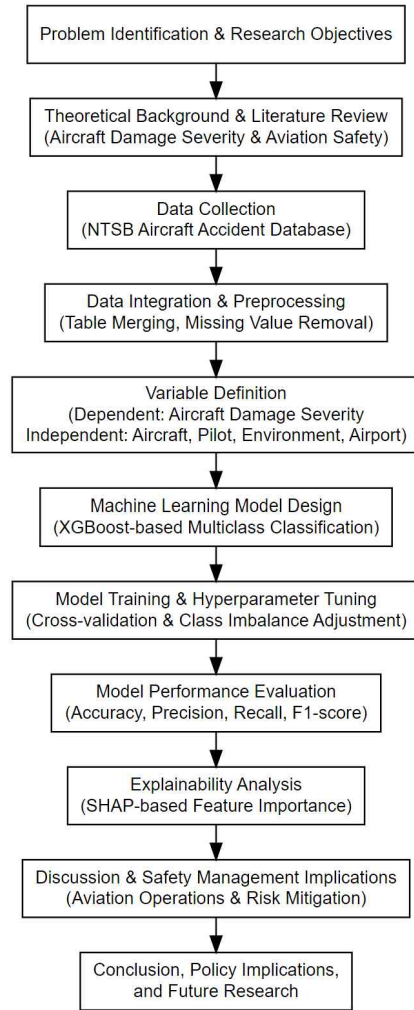 Problem Identification & Research Objectives
Theoretical Background & Literature Review
(Aircraft Damage Severity & Aviation Safety)
Data Collection
(NTSB Aircraft Accident Database)
Data Integration & Preprocessing
(Table Merging, Missing Value Removal)
Variable Definition
(Dependent: Aircraft Damage Severity
Independent: Aircraft, Pilot, Environment, Airport)
Machine Learning Model Design
(XGBoost-based Multiclass Classification)
Model Training & Hyperparameter Tuning
(Cross-validation & Class Imbalance Adjustment)
Model Performance Evaluation
(Accuracy, Precision, Recall, F1-score)
Explainability Analysis
(SHAP-based Feature Importance)
Discussion & Safety Management Implications
(Aviation Operations & Risk Mitigation)
Conclusion, Policy Implications,
and Future Research